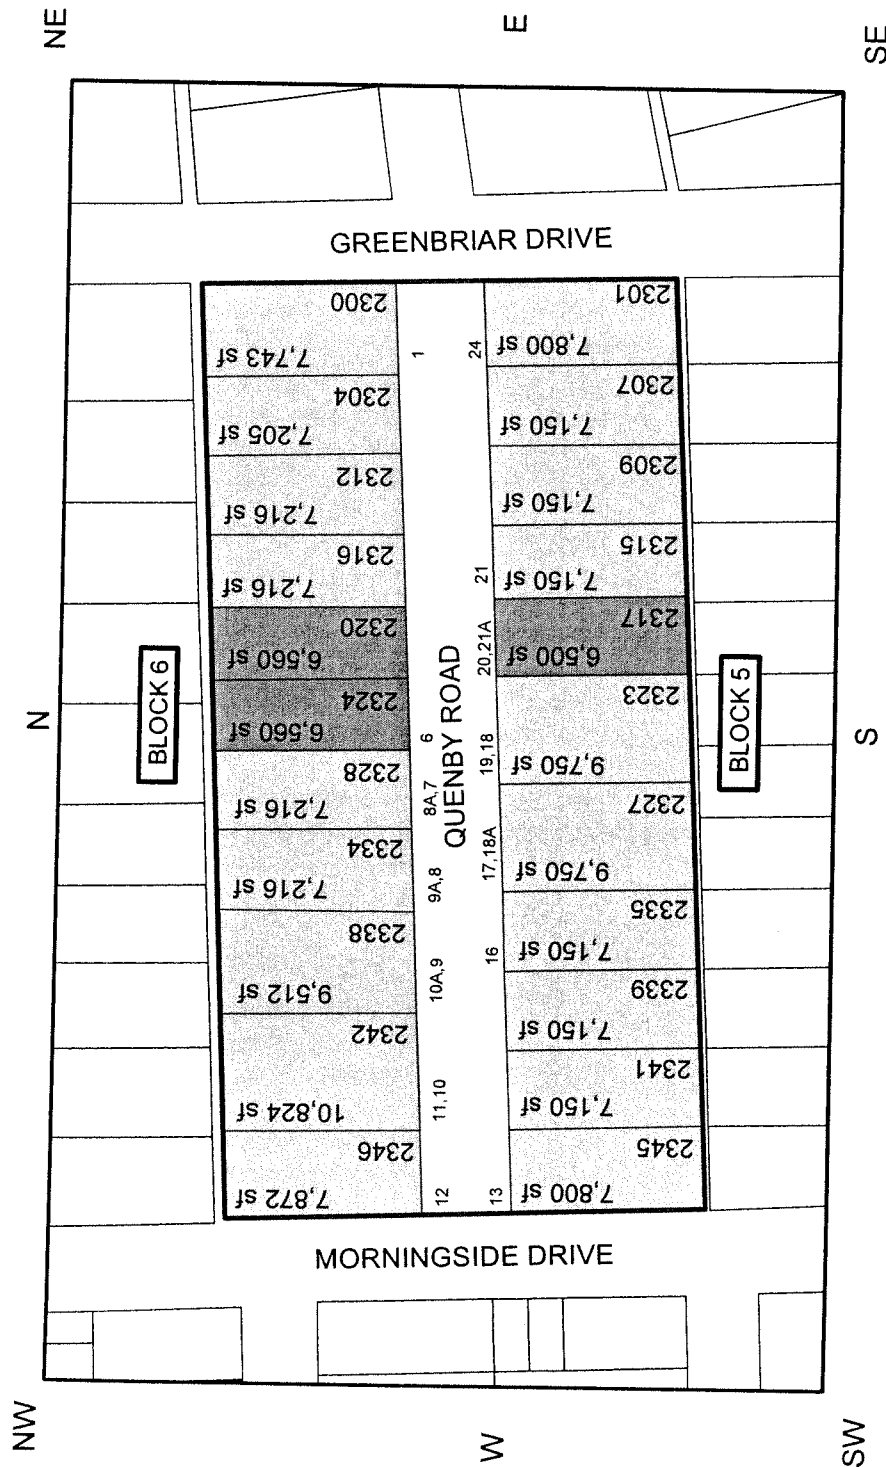 NE
E
SE
GREENBRIAR DRIVE
2300
7,743 sf
2304
7,205 sf
2312
7,216 sf
2316
7,216 sf
2320
6,560 sf
2324
6,560 sf
2328
7,216 sf
2334
7,216 sf
2338
9,512 sf
2342
10,824 sf
2346
7,872 sf
1
6
8A,7
9A,8
10A,9
11,10
12
QUENBY ROAD
24
21
20,21A
19,18
17,18A
16
13
2301
7,800 sf
2307
7,150 sf
2309
7,150 sf
2315
7,150 sf
2317
6,500 sf
2323
9,750 sf
2327
9,750 sf
2335
7,150 sf
2339
7,150 sf
2341
7,150 sf
2345
7,800 sf
N
BLOCK 6
BLOCK 5
S
MORNINGSIDE DRIVE
NW
W
SW